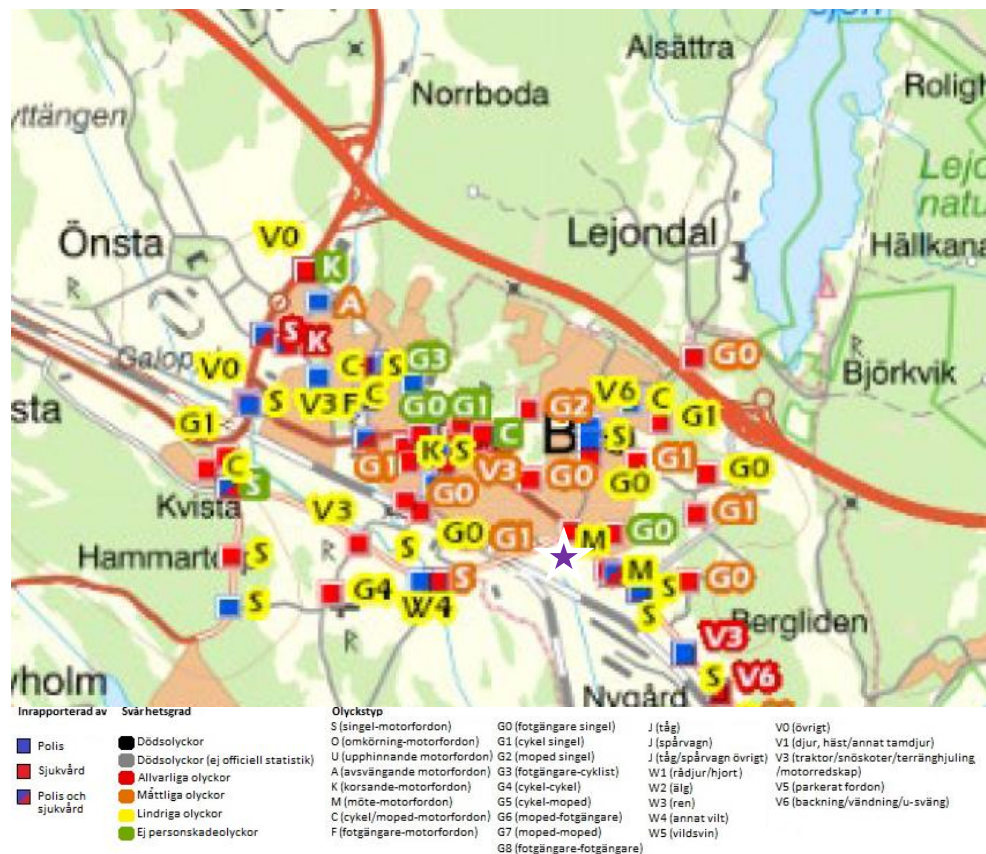 Alsättra
Norrboda
Rolig
yttängen
Lejo
natu
V0
Önsta
Lejondal
Hällkana
K
R
A
S
K
R
G0
V0
C
S
G3
Björkvik
S
V3
F
C
G0
G1
G2
V6
C
G1
sta
G1
C
B
S
K
S
C
G1
V3
G0
G0
G1
G0
S
Kvista
G0
V3
G0
G1
G0
G1
M
Hammarto
S
R
S
M
G0
S
G4
W4
S
S
S
R
V3
Bergliden
yholm
Nygård
S
V6
Inrapporterad av
Polis
Sjukvård
Polis och
sjukvård
Svårhetsgrad
Dödsolyckor
Dödsolyckor (ej officiell statistik)
Allvarliga olyckor
Måttliga olyckor
Lindriga olyckor
Ej personskadeolyckor
Olyckstyp
S (singel-motorfordon)
O (omkörning-motorfordon)
U (upphinnande motorfordon)
A (avsvängande motorfordon)
K (korsande-motorfordon)
M (möte-motorfordon)
C (cykel/moped-motorfordon)
F (fotgängare-motorfordon)
G0 (fotgängare singel)
G1 (cykel singel)
G2 (moped singel)
G3 (fotgängare-cyklist)
G4 (cykel-cykel)
G5 (cykel-moped)
G6 (moped-fotgängare)
G7 (moped-moped)
G8 (fotgängare-fotgängare)
J (tåg)
J (spårvagn)
J (tåg/spårvagn övrigt)
W1 (rådjur/hjort)
W2 (älg)
W3 (ren)
W4 (annat vilt)
W5 (vildsvin)
V0 (övrigt)
V1 (djur, häst/annat tamdjur)
V3 (traktor/snöskoter/terränghjuling
/motorredskap)
V5 (parkerat fordon)
V6 (backning/vändning/u-sväng)